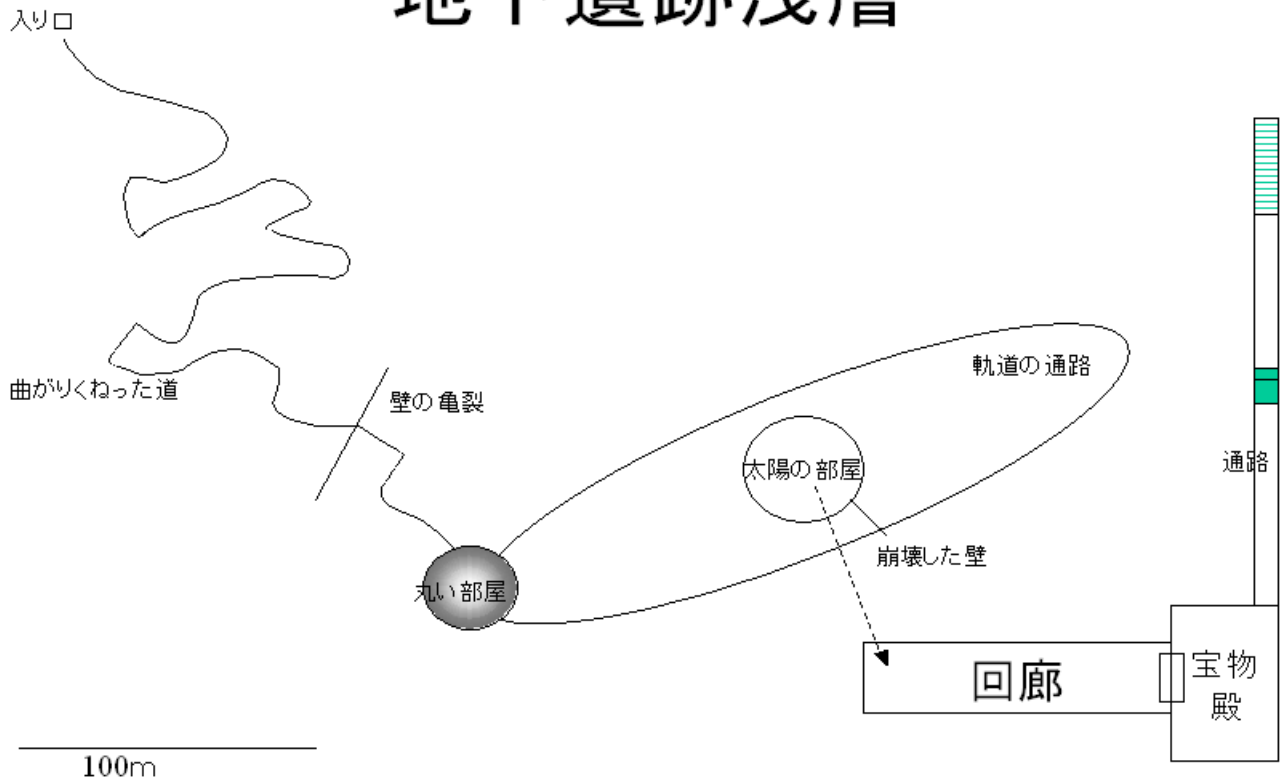 地下遺跡浅層
入り口
軌道の通路
曲がりくねった道
壁の亀裂
通路
太陽の部屋
崩壊した壁
丸い部屋
回廊
宝物
殿
100m